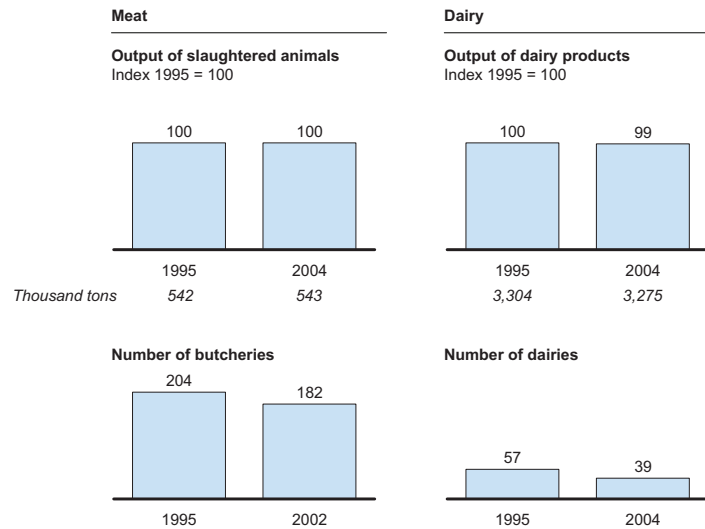 Meat
Output of slaughtered animals
Index 1995 = 100
100 100
1995 2004
Thousand tons 542 543
Number of butcheries
204
182
1995 2002
Dairy
Output of dairy products
Index 1995 = 100
100 99
1995 2004
3,304 3,275
Number of dairies
57
39
1995 2004